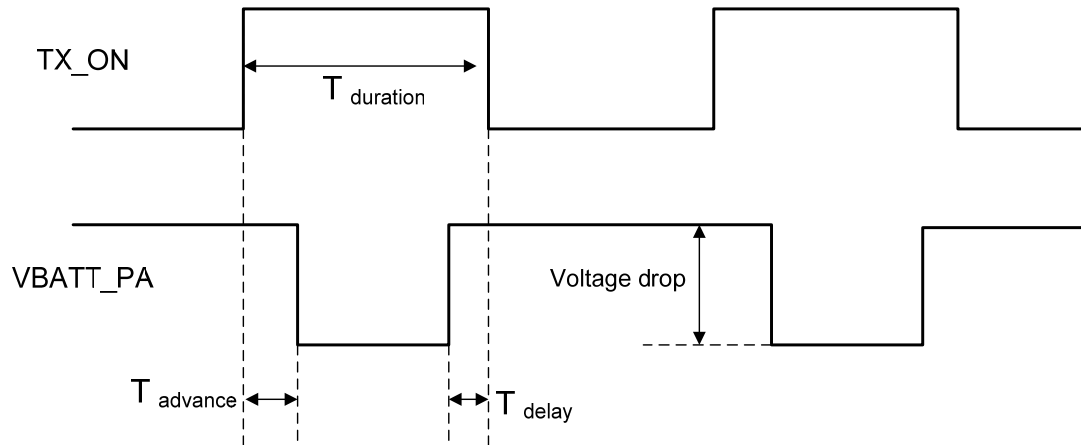 TX_ON
T duration
VBATT_PA
Voltage drop
T advance
T delay